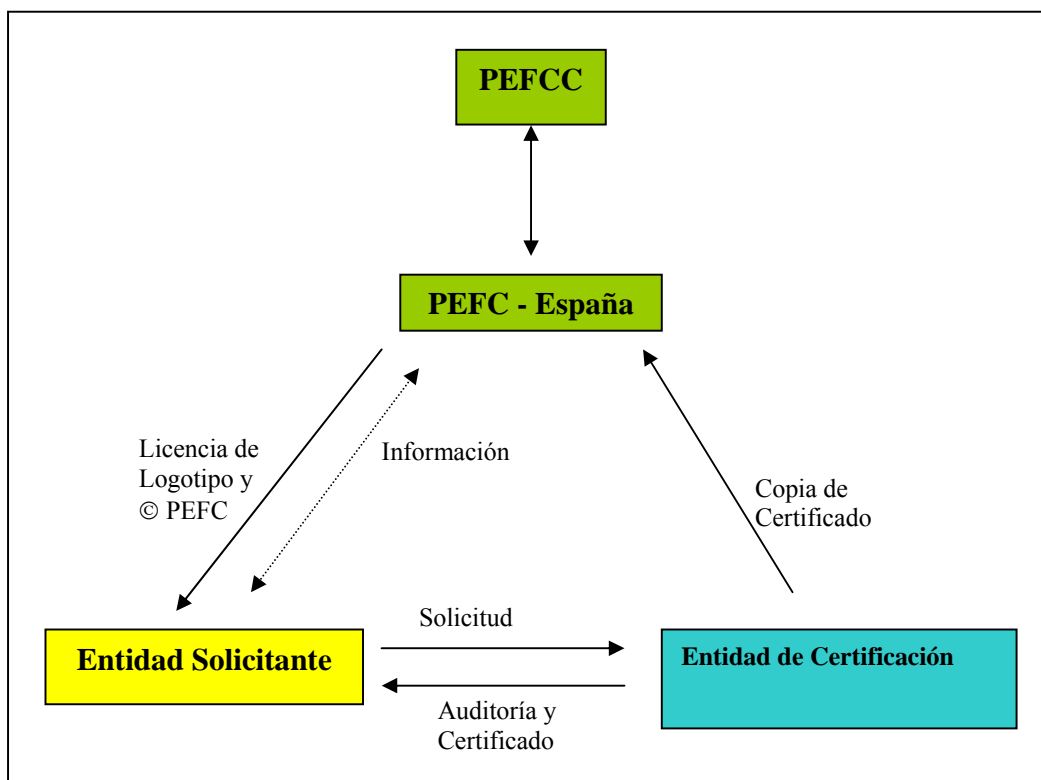 PEFCC
PEFC - España
Licencia de
Logotipo y
© PEFC
Información
Copia de
Certificado
Solicitud
Entidad Solicitante
Entidad de Certificación
Auditoría y
Certificado